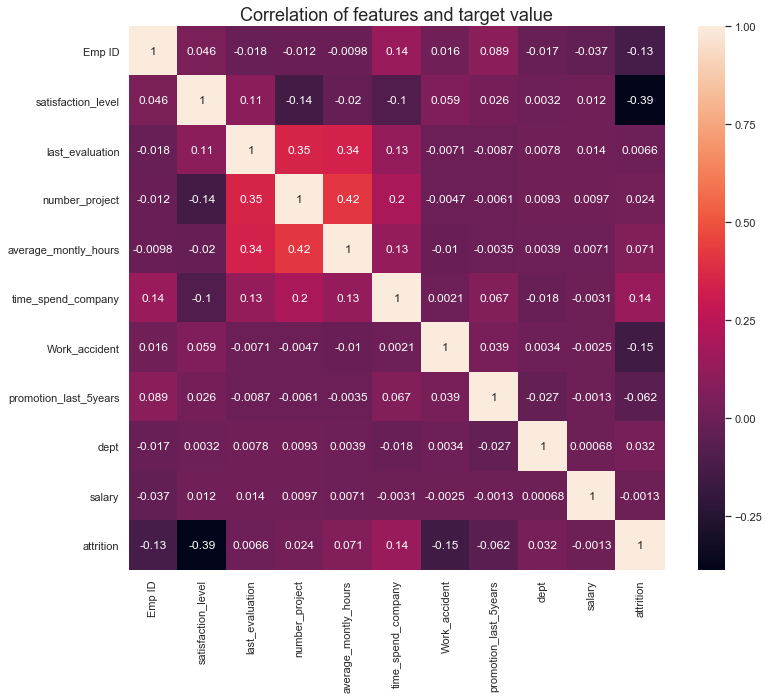 Correlation of features and target value
Emp ID 1 0.046 -0.018 -0.012 -0.0098 0.14 0.016 0.089 -0.017 -0.037 -0.13
satisfaction_level 0.046 1 0.11 -0.14 -0.02 -0.1 0.059 0.026 0.0032 0.012 -0.39
last_evaluation -0.018 0.11 1 0.35 0.34 0.13 -0.0071 -0.0087 0.0078 0.014 0.0066
number_project -0.012 -0.14 0.35 1 0.42 0.2 -0.0047 -0.0061 0.0093 0.0097 0.024
average_montly_hours -0.0098 -0.02 0.34 0.42 1 0.13 -0.01 -0.0035 0.0039 0.0071 0.071
time_spend_company 0.14 -0.1 0.13 0.2 0.13 1 0.0021 0.067 -0.018 -0.0031 0.14
Work_accident 0.016 0.059 -0.0071 -0.0047 -0.01 0.0021 1 0.039 0.0034 -0.0025 -0.15
promotion_last_5years 0.089 0.026 -0.0087 -0.0061 -0.0035 0.067 0.039 1 -0.027 -0.0013 -0.062
dept -0.017 0.0032 0.0078 0.0093 0.0039 -0.018 0.0034 -0.027 1 0.00068 0.032
salary -0.037 0.012 0.014 0.0097 0.0071 -0.0031 -0.0025 -0.0013 0.00068 1 -0.0013
attrition -0.13 -0.39 0.0066 0.024 0.071 0.14 -0.15 -0.062 0.032 -0.0013 1
Emp ID
satisfaction_level
last_evaluation
number_project
average_montly_hours
time_spend_company
Work_accident
promotion_last_5years
dept
salary
attrition
1.00
0.75
0.50
0.25
0.00
−0.25